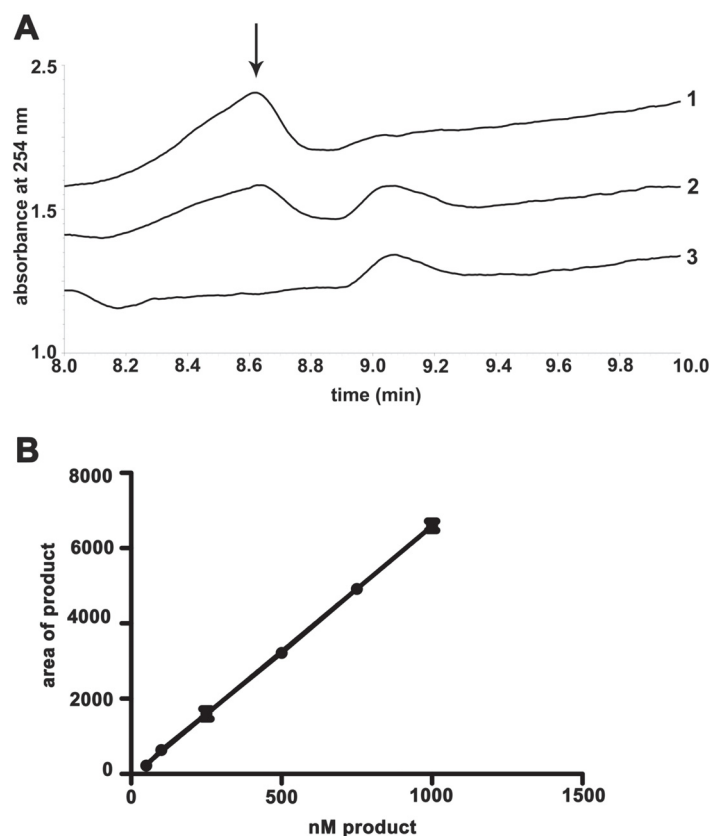 A
absorbance at 254 nm
2.5
1.5
1.0
1
2
3
8.0 8.2 8.4 8.6 8.8 9.0 9.2 9.4 9.6 9.8 10.0
time (min)
B
area of product
8000
6000
4000
2000
0
0 500 1000 1500
nM product